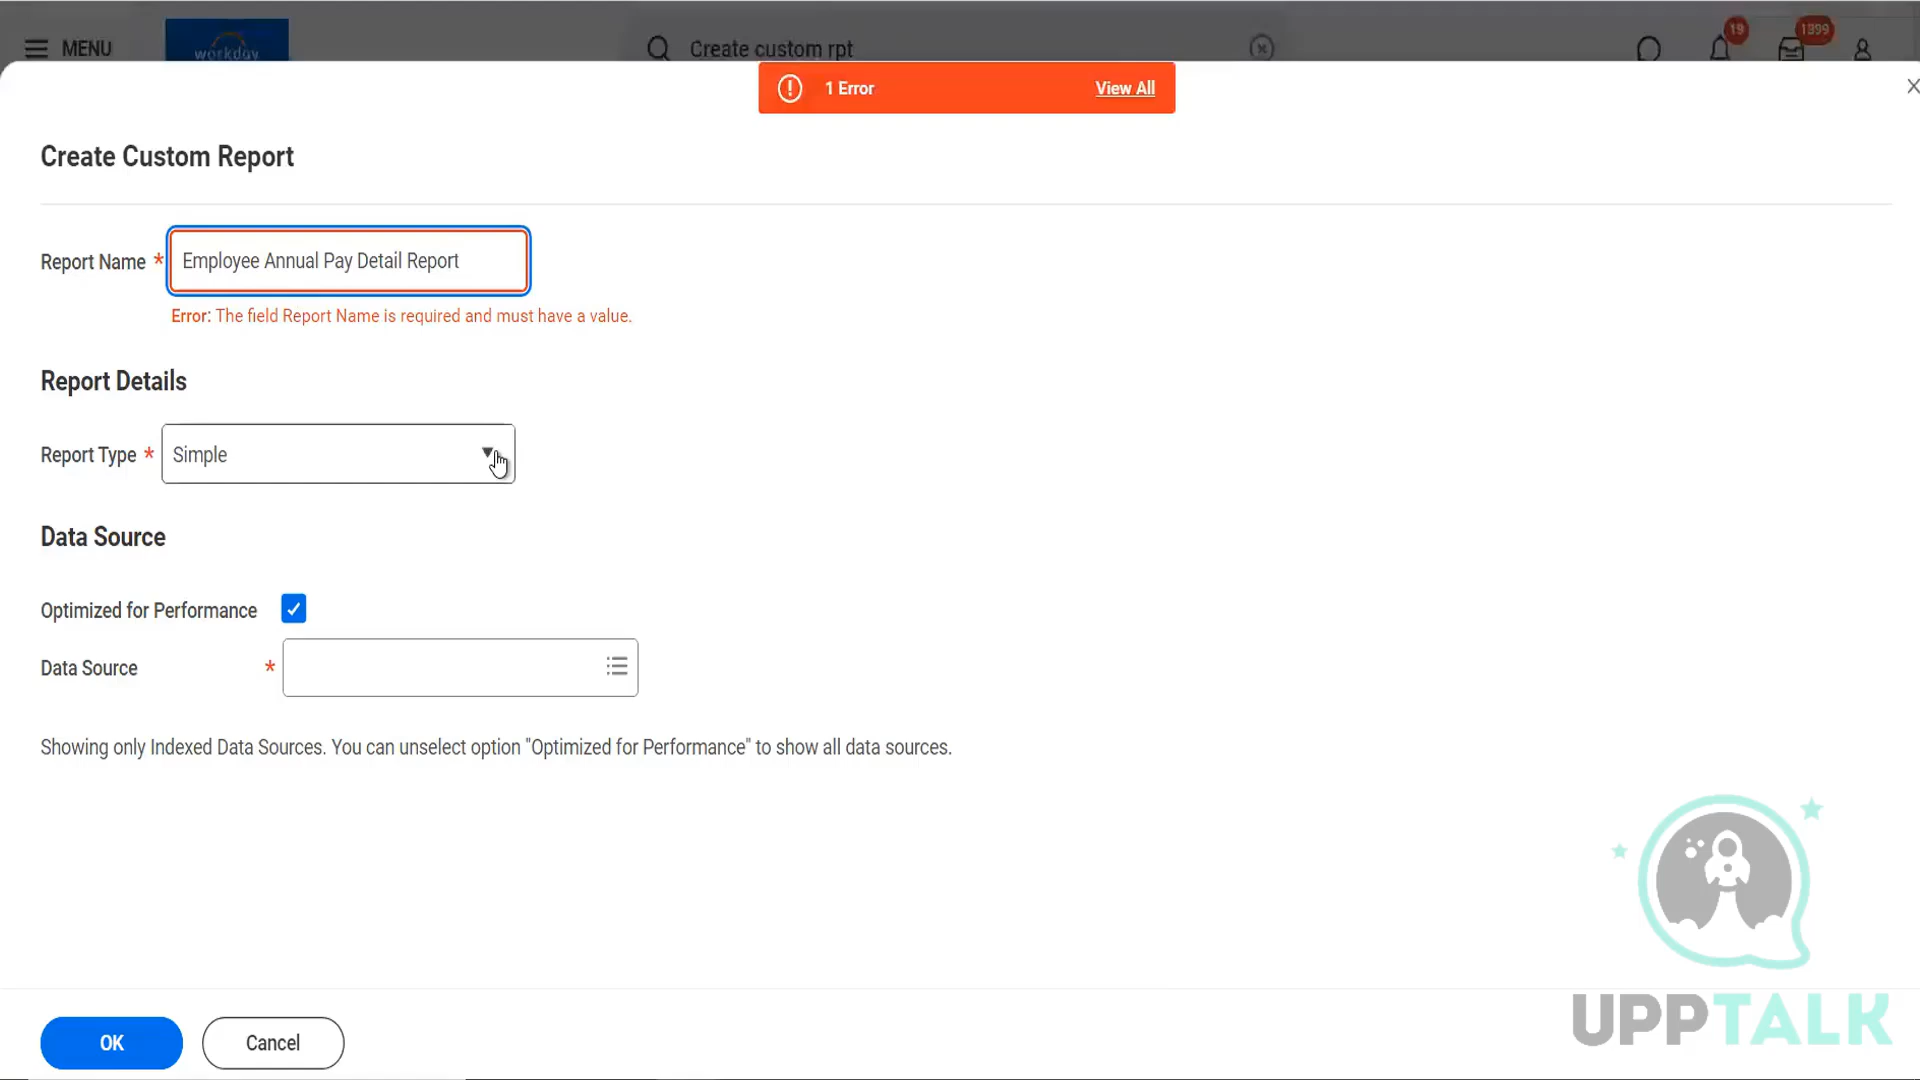 MENU
workday
Create custom rpt
19
1399
1 Error
View All
Create Custom Report
Report Name *
Employee Annual Pay Detail Report
Error: The field Report Name is required and must have a value.
Report Details
Report Type *
Simple
Data Source
Optimized for Performance
Data Source *
Showing only Indexed Data Sources. You can unselect option "Optimized for Performance" to show all data sources.
OK
Cancel
UPPTALK